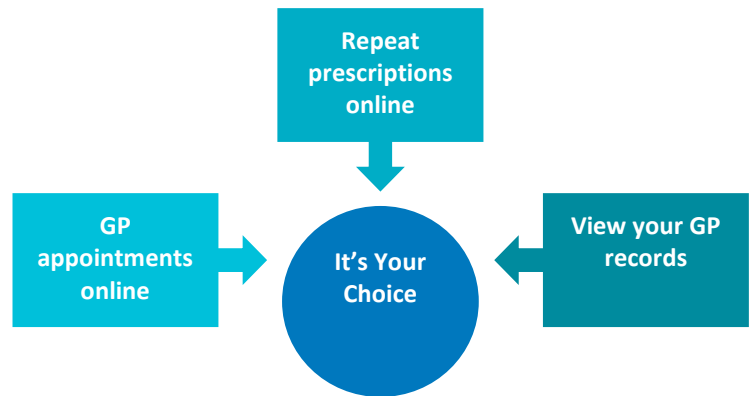 Repeat
prescriptions
online
GP
appointments
online
It’s Your
Choice
View your GP
records